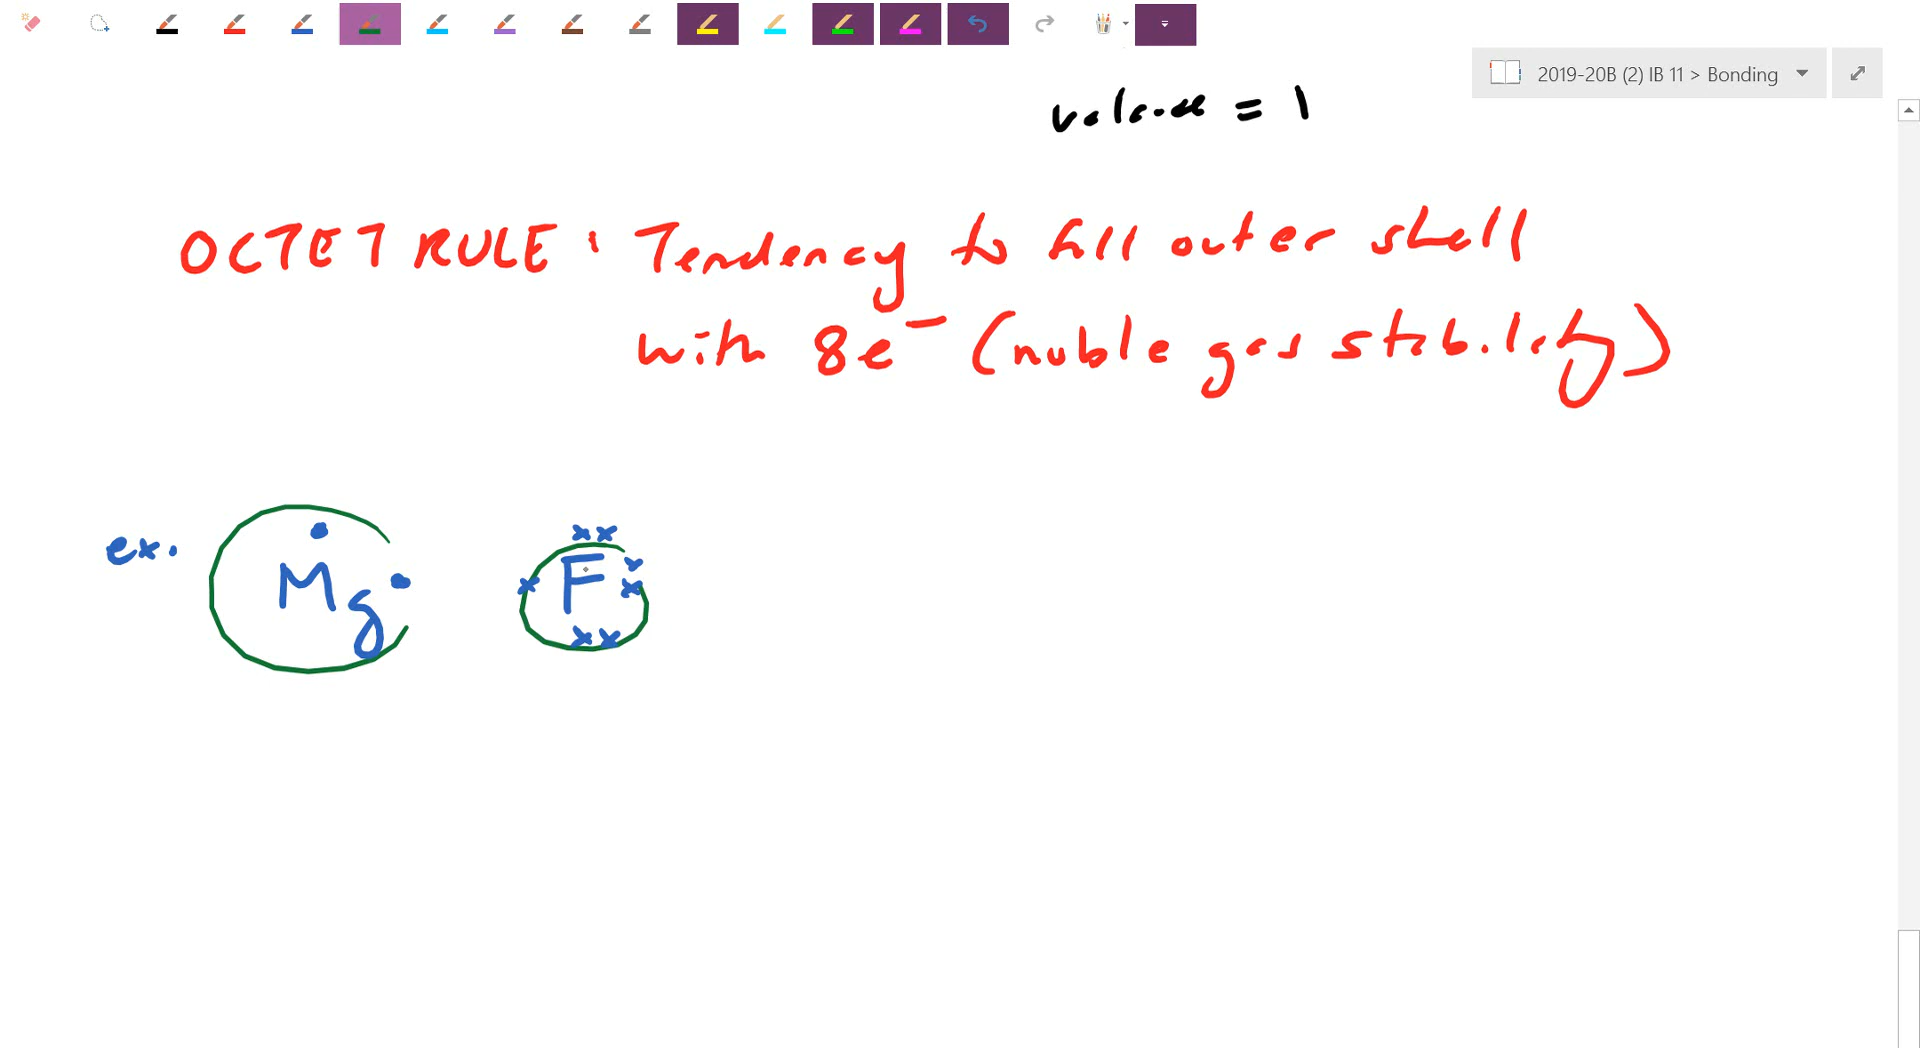 2019-20B (2) IB 11 > Bonding
valence = 1
OCTET RULE: Tendency to fill outer shell
with 8e⁻ (noble gas stability)
ex. Mg F